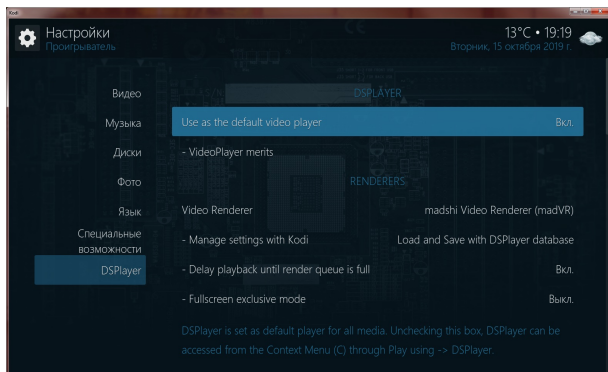 Kodi
Настройки
Проигрыватель
13°C • 19:19
Вторник, 15 октября 2019 г.
Видео
Музыка
Диски
Фото
Язык
Специальные
возможности
DSPlayer
DSPLAYER
Use as the default video player Вкл.
- VideoPlayer merits
RENDERERS
Video Renderer madshi Video Renderer (madVR)
- Manage settings with Kodi Load and Save with DSPlayer database
- Delay playback until render queue is full Вкл.
- Fullscreen exclusive mode Выкл.
DSPlayer is set as default player for all media. Unchecking this box, DSPlayer can be
accessed from the Context Menu (C) through Play using -> DSPlayer.